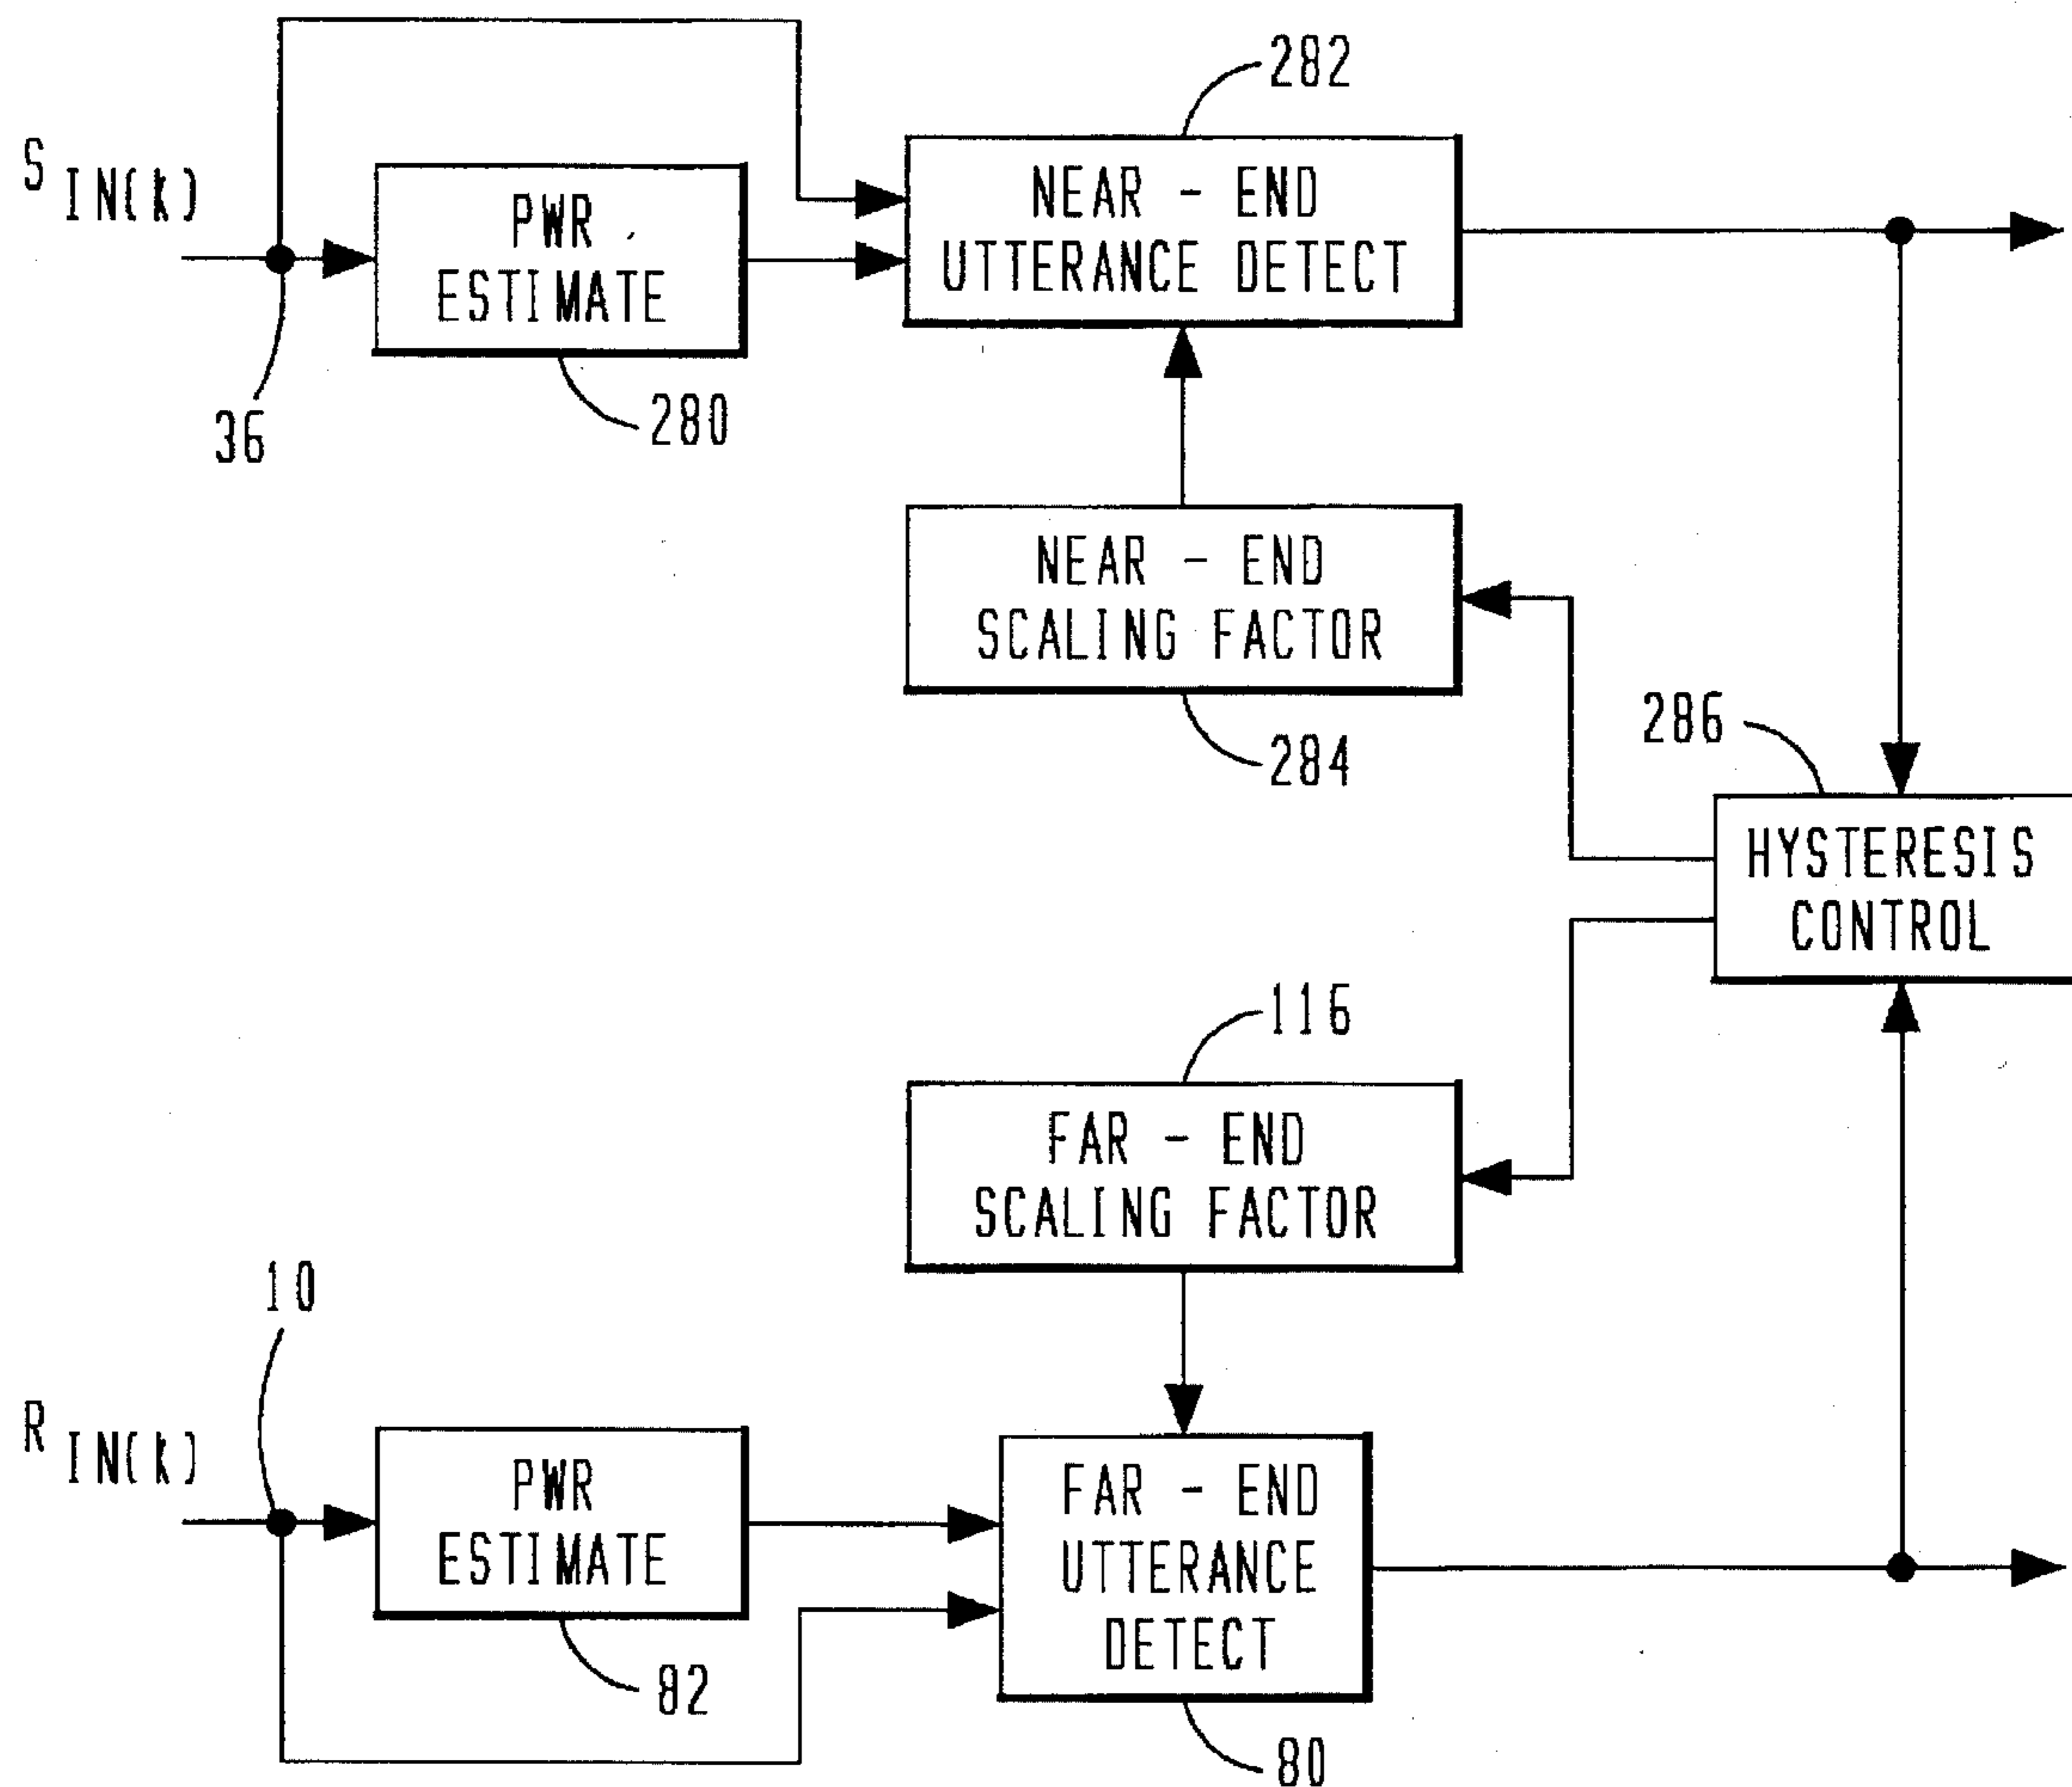 282
S IN(k)
PWR
ESTIMATE
NEAR - END
UTTERANCE DETECT
36
280
NEAR - END
SCALING FACTOR
284
286
HYSTERESIS
CONTROL
116
FAR - END
SCALING FACTOR
10
R IN(k)
PWR
ESTIMATE
FAR - END
UTTERANCE
DETECT
82
80